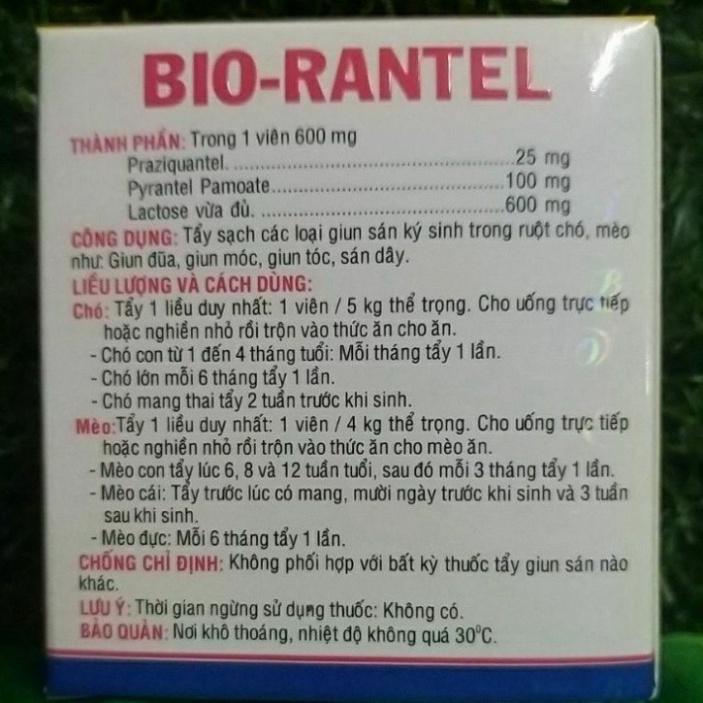 BIO-RANTEL
THÀNH PHẦN: Trong 1 viên 600 mg
Praziquantel. ....................................................25 mg
Pyrantel Pamoate............................................100 mg
Lactose vừa đủ. ..............................................600 mg
CÔNG DỤNG: Tẩy sạch các loại giun sán ký sinh trong ruột chó, mèo
như: Giun đũa, giun móc, giun tóc, sán dây.
LIỀU LƯỢNG VÀ CÁCH DÙNG:
Chó: Tẩy 1 liều duy nhất: 1 viên / 5 kg thể trọng. Cho uống trực tiếp
hoặc nghiền nhỏ rồi trộn vào thức ăn cho ăn.
- Chó con từ 1 đến 4 tháng tuổi: Mỗi tháng tẩy 1 lần.
- Chó lớn mỗi 6 tháng tẩy 1 lần.
- Chó mang thai tẩy 2 tuần trước khi sinh.
Mèo:Tẩy 1 liều duy nhất: 1 viên / 4 kg thể trọng. Cho uống trực tiếp
hoặc nghiền nhỏ rồi trộn vào thức ăn cho mèo ăn.
- Mèo con tẩy lúc 6, 8 và 12 tuần tuổi, sau đó mỗi 3 tháng tẩy 1 lần.
- Mèo cái: Tẩy trước lúc có mang, mười ngày trước khi sinh và 3 tuần
sau khi sinh.
- Mèo đực: Mỗi 6 tháng tẩy 1 lần.
CHỐNG CHỈ ĐỊNH: Không phối hợp với bất kỳ thuốc tẩy giun sán nào
khác.
LƯU Ý: Thời gian ngừng sử dụng thuốc: Không có.
BẢO QUẢN: Nơi khô thoáng, nhiệt độ không quá 30⁰C.